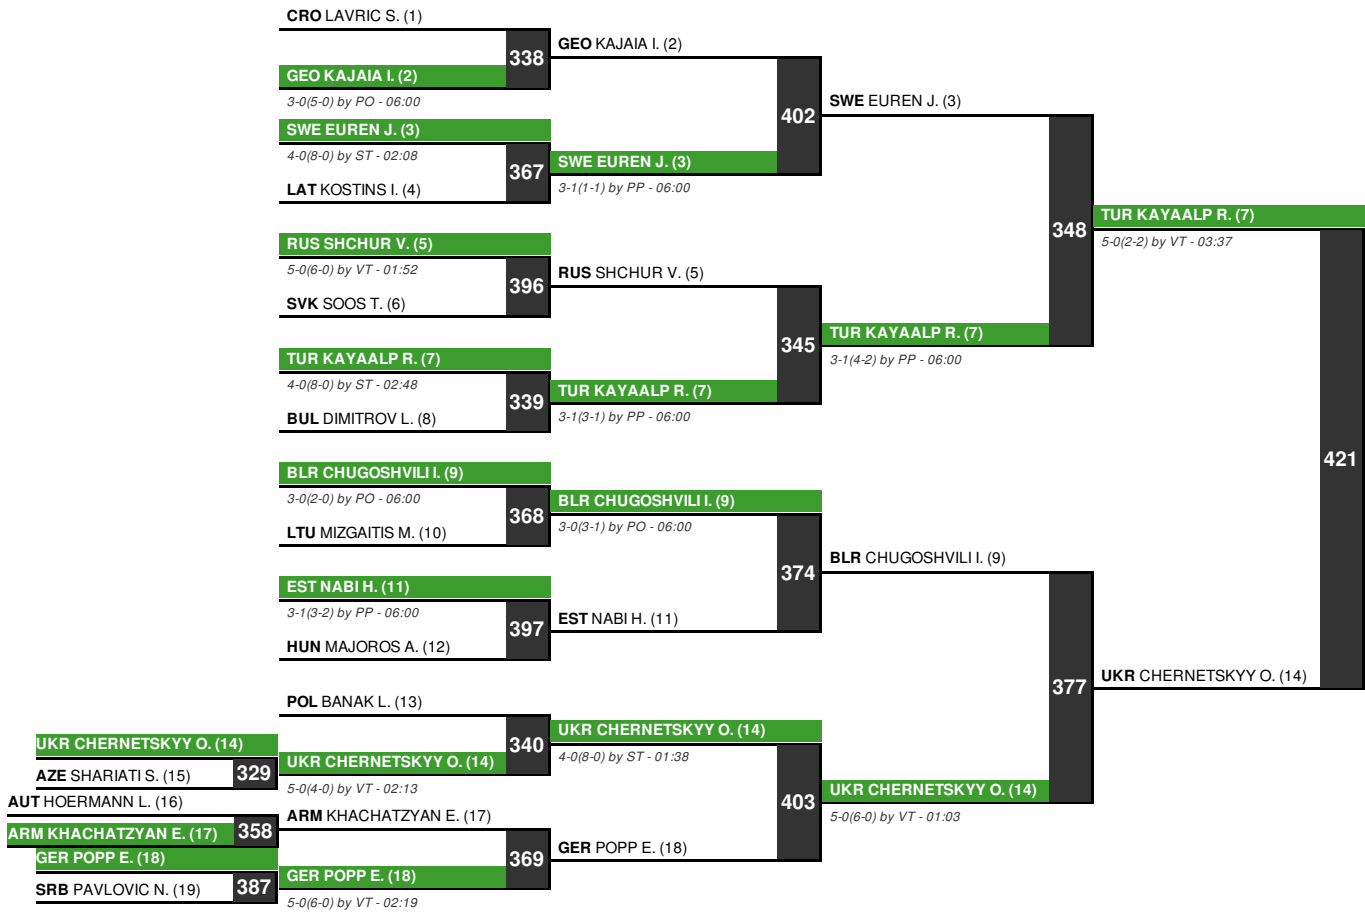 CRO LAVRIC S. (1)
338
GEO KAJAIA I. (2)
3-0(5-0) by PO - 06:00
SWE EUREN J. (3)
4-0(8-0) by ST - 02:08
367
LAT KOSTINS I. (4)
RUS SHCHUR V. (5)
5-0(6-0) by VT - 01:52
396
SVK SOOS T. (6)
TUR KAYAALP R. (7)
4-0(8-0) by ST - 02:48
339
BUL DIMITROV L. (8)
BLR CHUGOSHVILI I. (9)
3-0(2-0) by PO - 06:00
368
LTU MIZGAITIS M. (10)
EST NABI H. (11)
3-1(3-2) by PP - 06:00
397
HUN MAJOROS A. (12)
POL BANAK L. (13)
340
UKR CHERNETSKYY O. (14)
5-0(4-0) by VT - 02:13
UKR CHERNETSKYY O. (14)
329
AZE SHARIATI S. (15)
AUT HOERMANN L. (16)
358
ARM KHACHATZYAN E. (17)
GER POPP E. (18)
387
SRB PAVLOVIC N. (19)
ARM KHACHATZYAN E. (17)
369
GER POPP E. (18)
5-0(6-0) by VT - 02:19
GEO KAJAIA I. (2)
402
SWE EUREN J. (3)
3-1(1-1) by PP - 06:00
RUS SHCHUR V. (5)
345
TUR KAYAALP R. (7)
3-1(3-1) by PP - 06:00
BLR CHUGOSHVILI I. (9)
3-0(3-1) by PO - 06:00
374
EST NABI H. (11)
UKR CHERNETSKYY O. (14)
4-0(8-0) by ST - 01:38
403
GER POPP E. (18)
SWE EUREN J. (3)
348
TUR KAYAALP R. (7)
3-1(4-2) by PP - 06:00
BLR CHUGOSHVILI I. (9)
377
UKR CHERNETSKYY O. (14)
5-0(6-0) by VT - 01:03
TUR KAYAALP R. (7)
5-0(2-2) by VT - 03:37
421
UKR CHERNETSKYY O. (14)